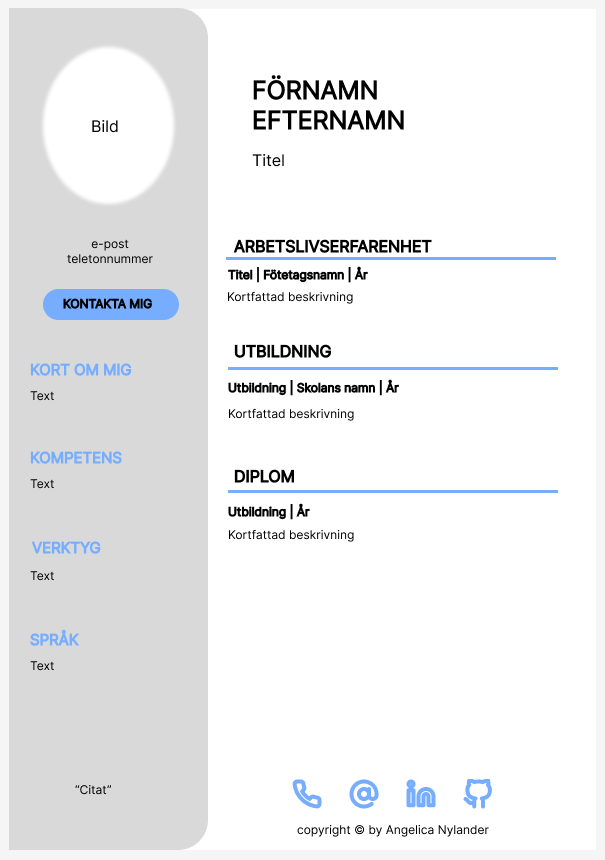 Bild
e-post
teletonnummer
KONTAKTA MIG
KORT OM MIG
Text
KOMPETENS
Text
VERKTYG
Text
SPRÅK
Text
“Citat”
FÖRNAMN
EFTERNAMN
Titel
ARBETSLIVSERFARENHET
Titel | Fötetagsnamn | År
Kortfattad beskrivning
UTBILDNING
Utbildning | Skolans namn | År
Kortfattad beskrivning
DIPLOM
Utbildning | År
Kortfattad beskrivning
copyright © by Angelica Nylander